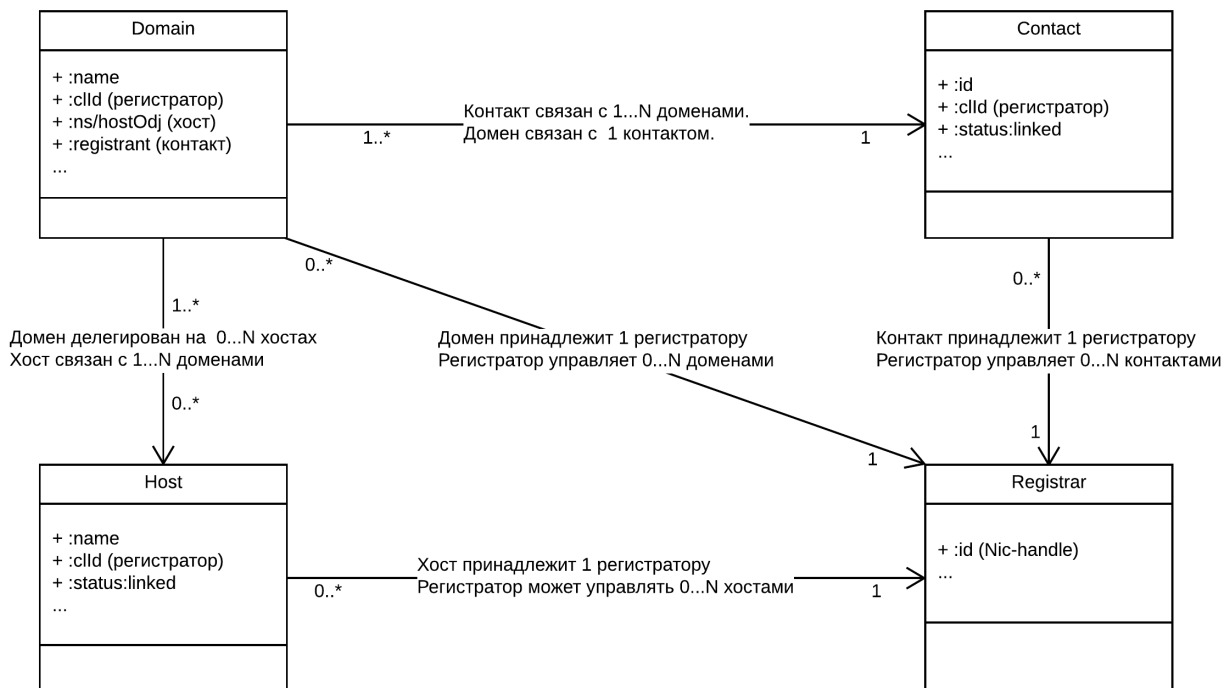 Domain
+ :name
+ :clId (регистратор)
+ :ns/hostOdj (хост)
+ :registrant (контакт)
...
Contact
+ :id
+ :clId (регистратор)
+ :status:linked
...
Контакт связан с 1...N доменами.
Домен связан с 1 контактом.
1..*
1
0..*
0..*
1..*
Домен делегирован на 0...N хостах
Хост связан с 1...N доменами
0..*
Домен принадлежит 1 регистратору
Регистратор управляет 0...N доменами
1
Контакт принадлежит 1 регистратору
Регистратор управляет 0...N контактами
1
Host
+ :name
+ :clId (регистратор)
+ :status:linked
...
Хост принадлежит 1 регистратору
Регистратор может управлять 0...N хостами
0..*
1
Registrar
+ :id (Nic-handle)
...